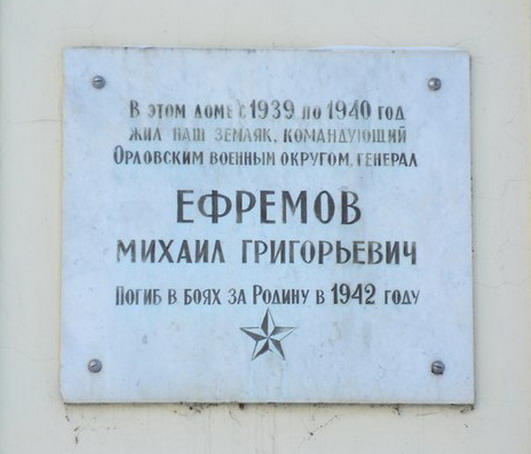 В этом доме с 1939 по 1940 год
жил наш земляк, командующий
Орловским военным округом, генерал
ЕФРЕМОВ
МИХАИЛ ГРИГОРЬЕВИЧ
Погиб в боях за Родину в 1942 году